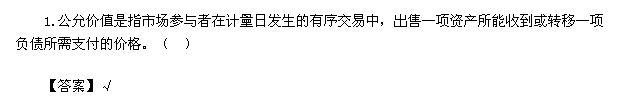 1.公允价值是指市场参与者在计量日发生的有序交易中，出售一项资产所能收到或转移一项
负债所需支付的价格。（ ）
【答案】√